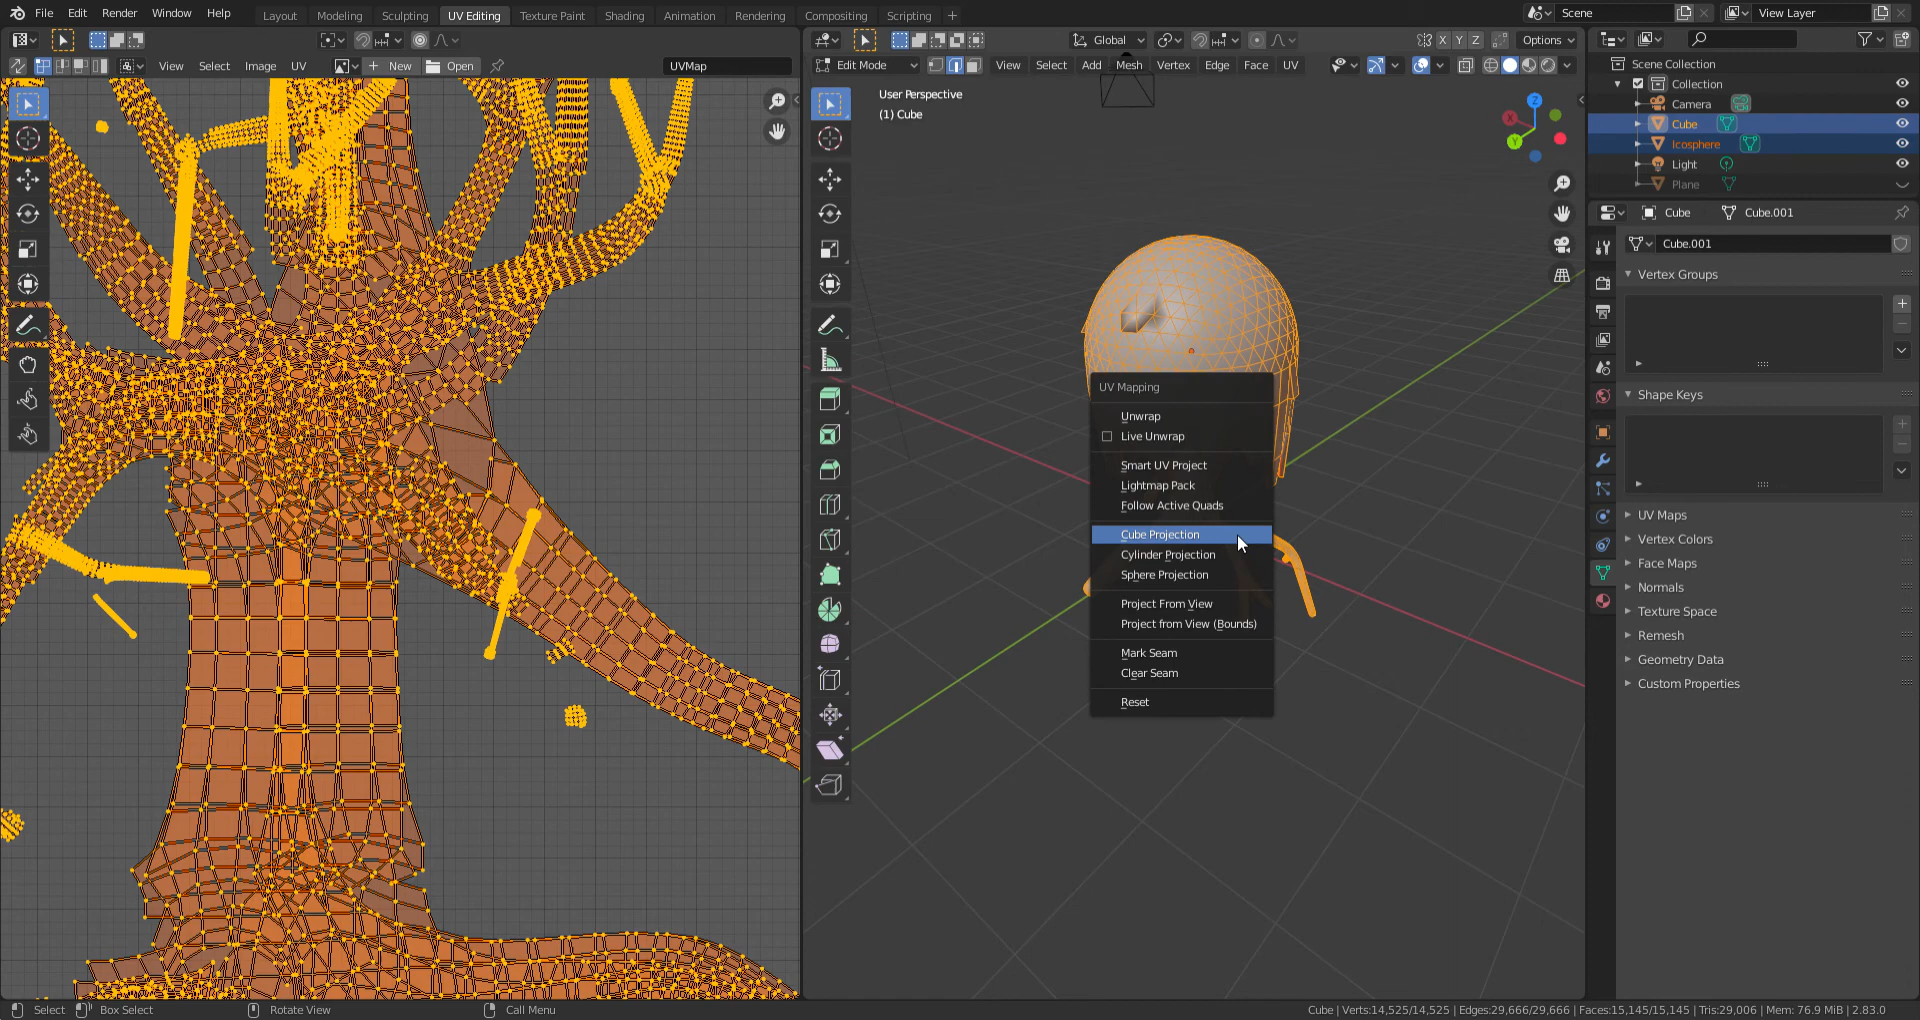 File Edit Render Window Help
Layout Modeling Sculpting UV Editing Texture Paint Shading Animation Rendering Compositing Scripting +
Scene
View Layer
Global
X Y Z
Options
View Select Image UV
New
Open
UVMap
Edit Mode
View Select Add Mesh Vertex Edge Face UV
User Perspective
(1) Cube
Z
Y
Scene Collection
Collection
Camera
Cube
Icosphere
Light
Plane
Cube
Cube.001
Cube.001
Vertex Groups
Shape Keys
UV Maps
Vertex Colors
Face Maps
Normals
Texture Space
Remesh
Geometry Data
Custom Properties
UV Mapping
Unwrap
Live Unwrap
Smart UV Project
Lightmap Pack
Follow Active Quads
Cube Projection
Cylinder Projection
Sphere Projection
Project From View
Project from View (Bounds)
Mark Seam
Clear Seam
Reset
Select
Box Select
Rotate View
Call Menu
Cube | Verts:14,525/14,525 | Edges:29,666/29,666 | Faces:15,145/15,145 | Tris:29,006 | Mem: 76.9 MiB | 2.83.0